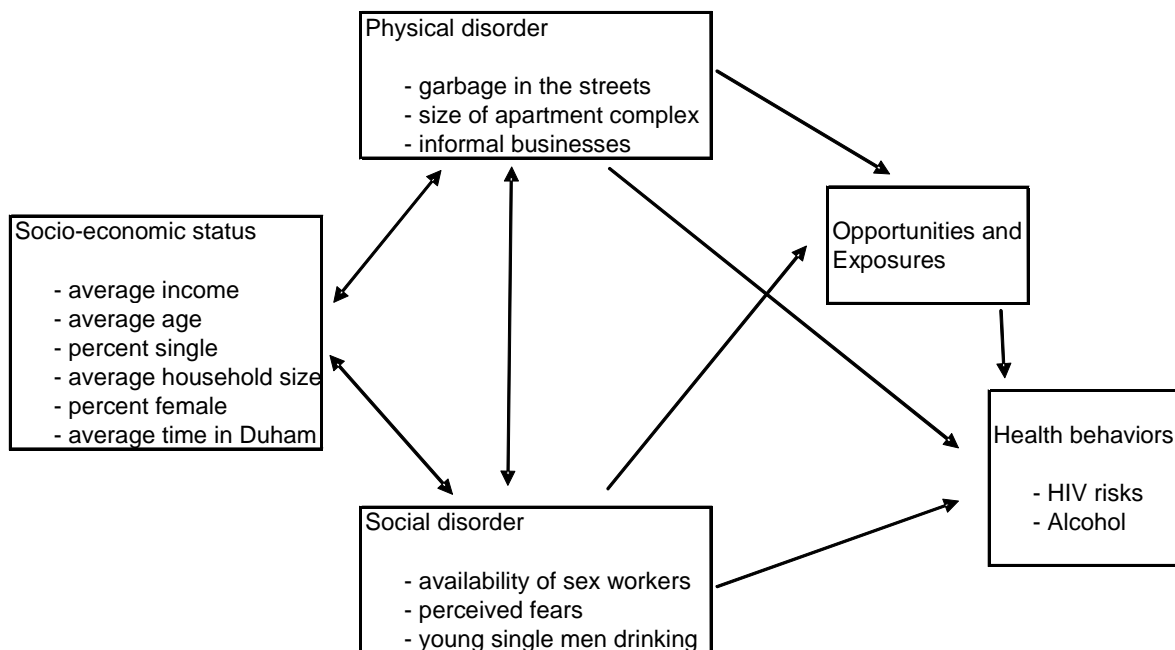 Physical disorder
- garbage in the streets
- size of apartment complex
- informal businesses
Socio-economic status
- average income
- average age
- percent single
- average household size
- percent female
- average time in Duham
Opportunities and
Exposures
Health behaviors
- HIV risks
- Alcohol
Social disorder
- availability of sex workers
- perceived fears
- young single men drinking